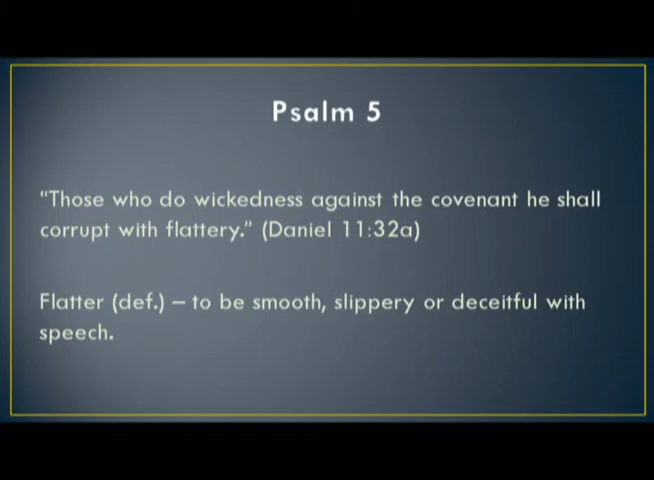 Psalm 5
“Those who do wickedness against the covenant he shall
corrupt with flattery." (Daniel 11:32a)
Flatter (def.) – to be smooth, slippery or deceitful with
speech.